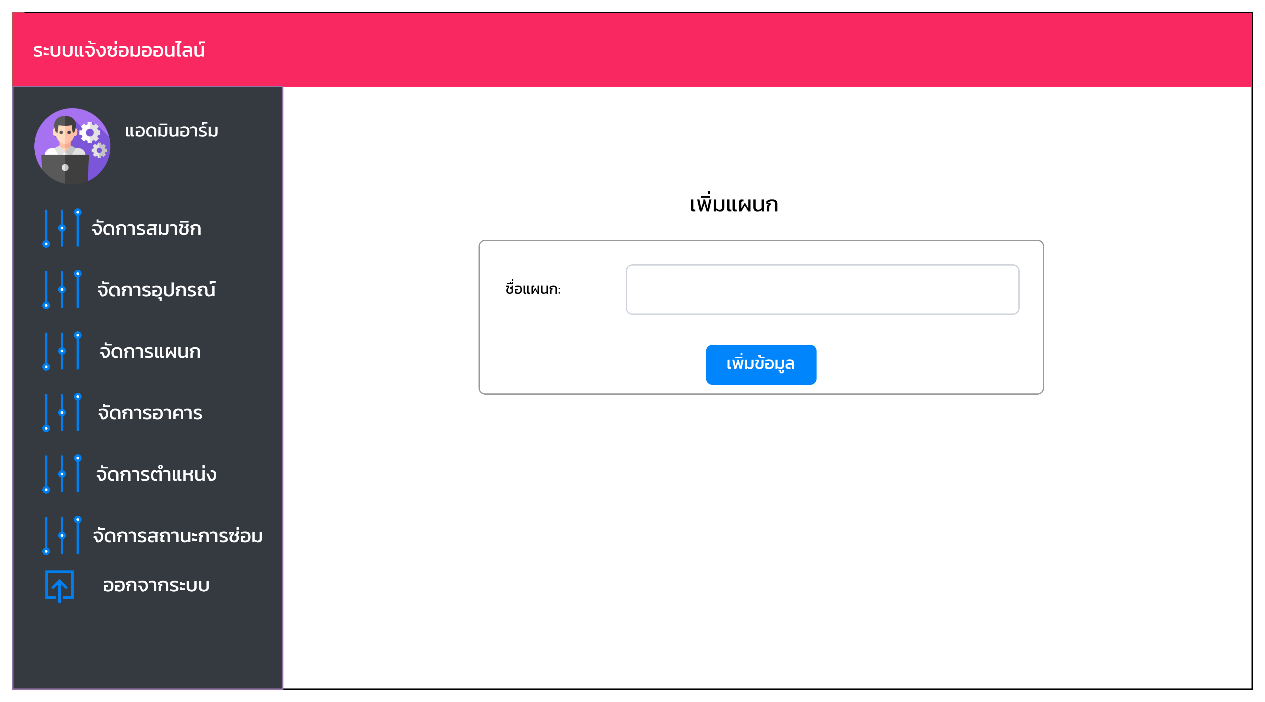 ระบบแจ้งซ่อมออนไลน์
แอดมินอาร์ม
จัดการสมาชิก
จัดการอุปกรณ์
จัดการแผนก
จัดการอาคาร
จัดการตำแหน่ง
จัดการสถานะการซ่อม
ออกจากระบบ
เพิ่มแผนก
ชื่อแผนก:
เพิ่มข้อมูล